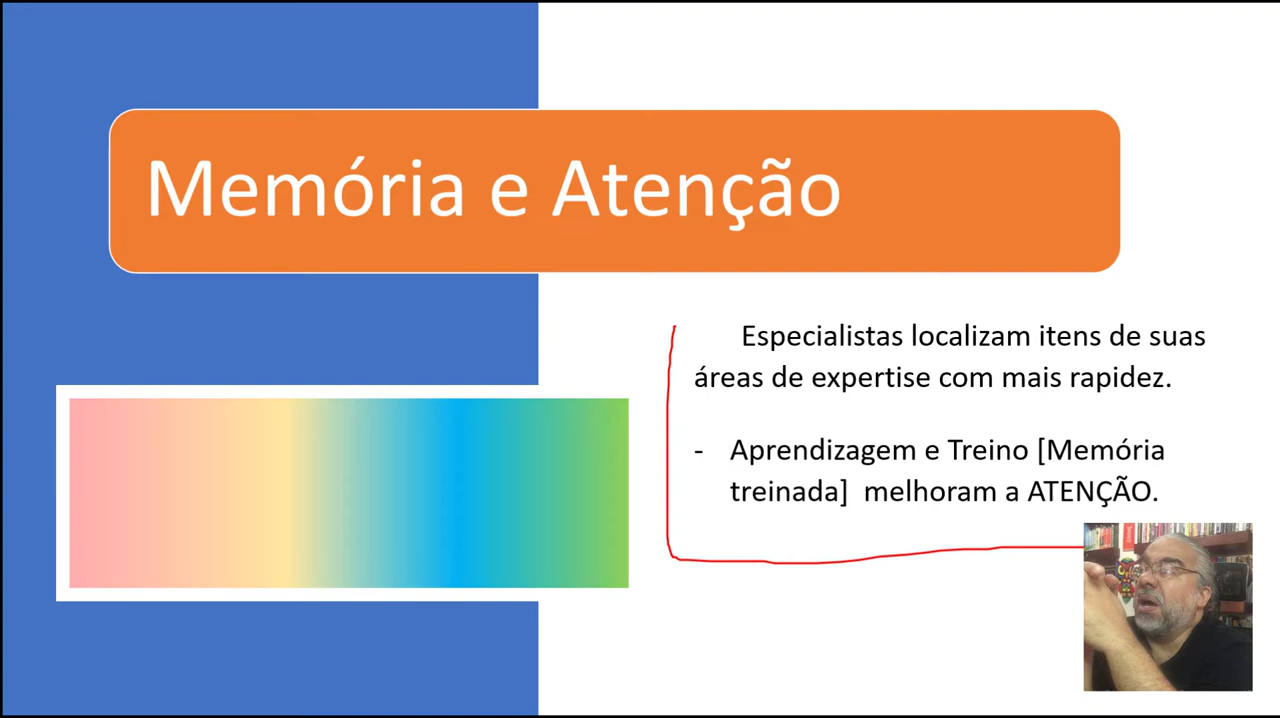 Memória e Atenção
Especialistas localizam itens de suas
áreas de expertise com mais rapidez.
- Aprendizagem e Treino [Memória
treinada]  melhoram a ATENÇÃO.